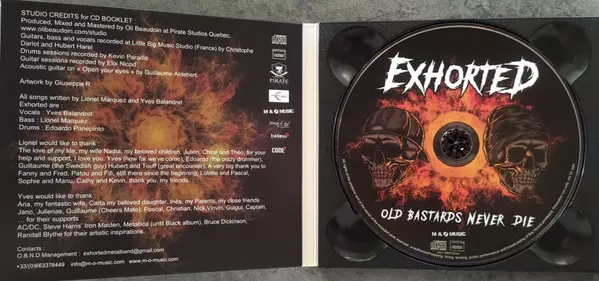 STUDIO CREDITS for CD BOOKLET :
Produced, Mixed and Mastered by Oli Beaudoin at Pirate Studios Quebec.
www.olibeaudoin.com/studio
Guitars, bass and vocals recorded at Little Big Music Studio (France) by Christophe
Darlot and Hubert Harel
Drums sessions recorded by Kevin Paradis
Guitar sessions recorded by Elfo Nicod
Acoustic guitar on « Open your eyes » by Guillaume Aldebert.
Artwork by Giuseppe R
All songs written by Lionel Marquez and Yves Balandret
Exhorted are :
Vocals : Yves Balandret
Bass : Lionel Marquez
Drums : Edoardo Panepinto
Lionel would like to thank :
The love of my life, my wife Nadia, my beloved children, Julen, Chloé and Théo, for your
help and support, I love you. Yves (how far we've come), Edoardo (the crazy drummer),
Guillaume (the Swedish guy) Hubert and Touf (great encounter). A very big thank you to
Fanny and Fred, Patou and Fifi, still there since the beginning; Lolotte and Pascal,
Sophie and Manu, Cathy and Kevin, thank you, my friends.
Yves would like to thank :
Ana, my fantastic wife, Carta my beloved daughter, Inès, my Parents, my close friends
Jano, Julienas, Guillaume (Cheers Mate), Pascal, Christian, Nick, Vinvin, Guigui, Captain,
... for their supports
AC/DC, Steve Harris' Iron Maiden, Metallica (until Black album), Bruce Dickinson,
Randall Blythe for their artistic inspirations.
Contacts :
O.B.N.D Management : exhortedmetalband@gmail.com
+33(0)663378449 info@m-o-music.com www.m-o-music.com
PIRATE
M & O MUSIC
believe
CODE7
EXHORTED
OLD BASTARDS NEVER DIE
M & O MUSIC